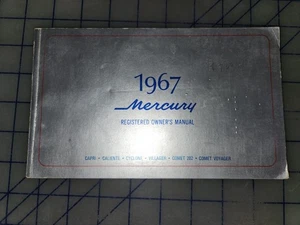 1967
Mercury
REGISTERED OWNER'S MANUAL
CAPRI • CALIENTE • CYCLONE • VILLAGER • COMET 202 • COMET VOYAGER